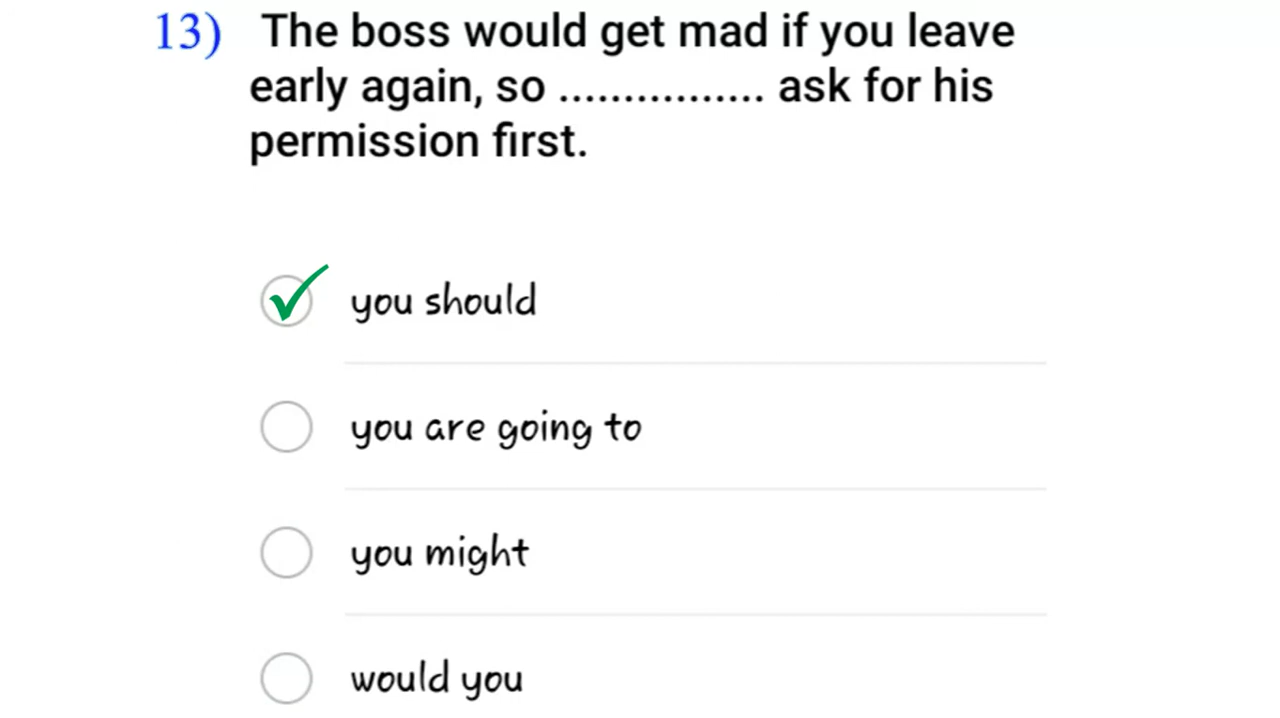 13) The boss would get mad if you leave
early again, so ................ ask for his
permission first.
you should
you are going to
you might
would you